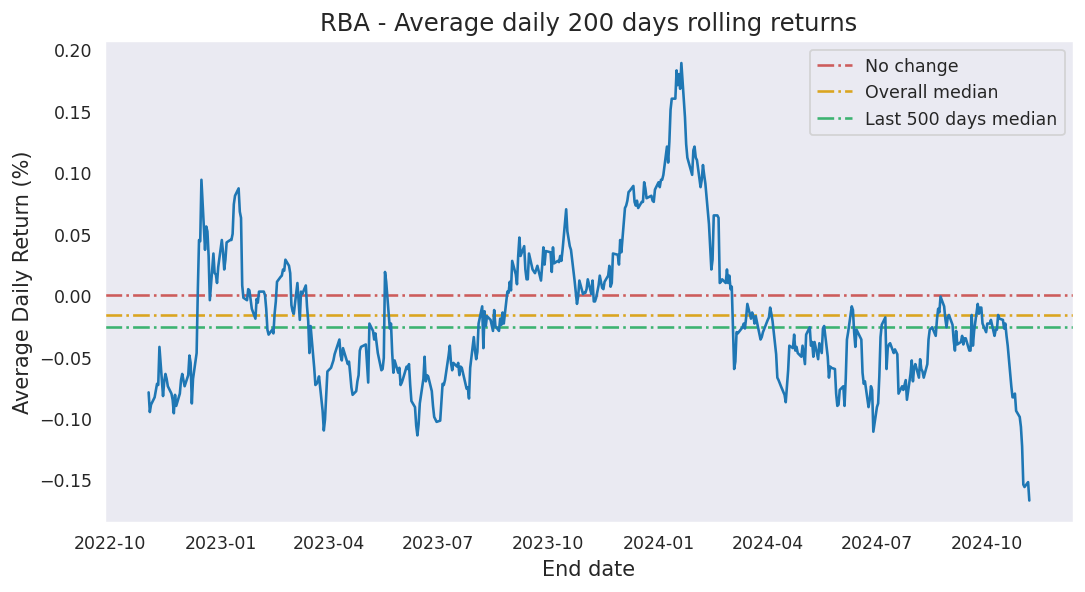 RBA - Average daily 200 days rolling returns
No change
Overall median
Last 500 days median
Average Daily Return (%)
0.20
0.15
0.10
0.05
0.00
−0.05
−0.10
−0.15
2022-10 2023-01 2023-04 2023-07 2023-10 2024-01 2024-04 2024-07 2024-10
End date